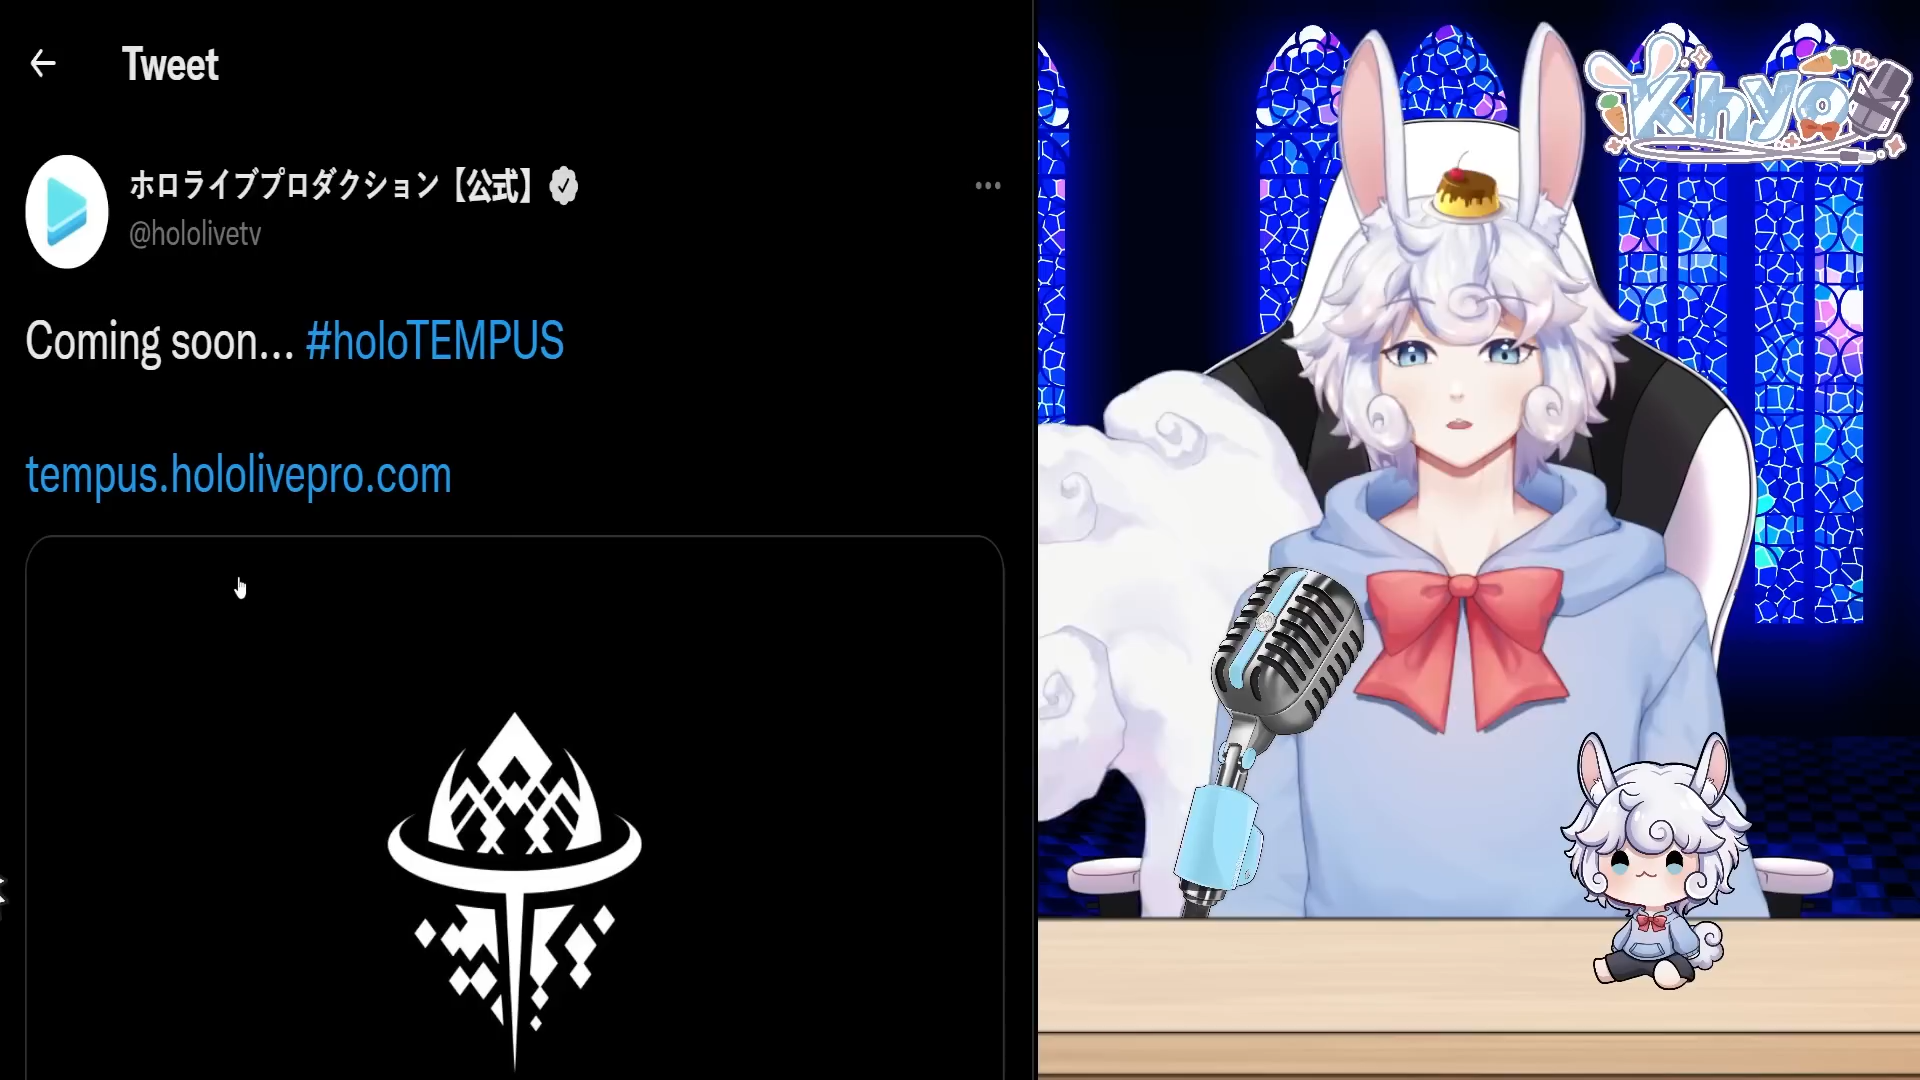 Tweet
ホロライブプロダクション【公式】
@hololivetv
Coming soon... #holoTEMPUS
tempus.hololivepro.com
Knyo